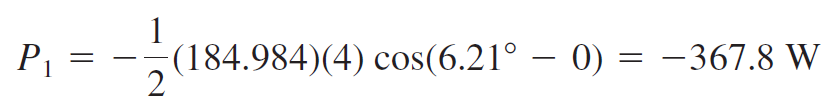 P₁ = −1/2(184.984)(4) cos(6.21° − 0) = −367.8 W